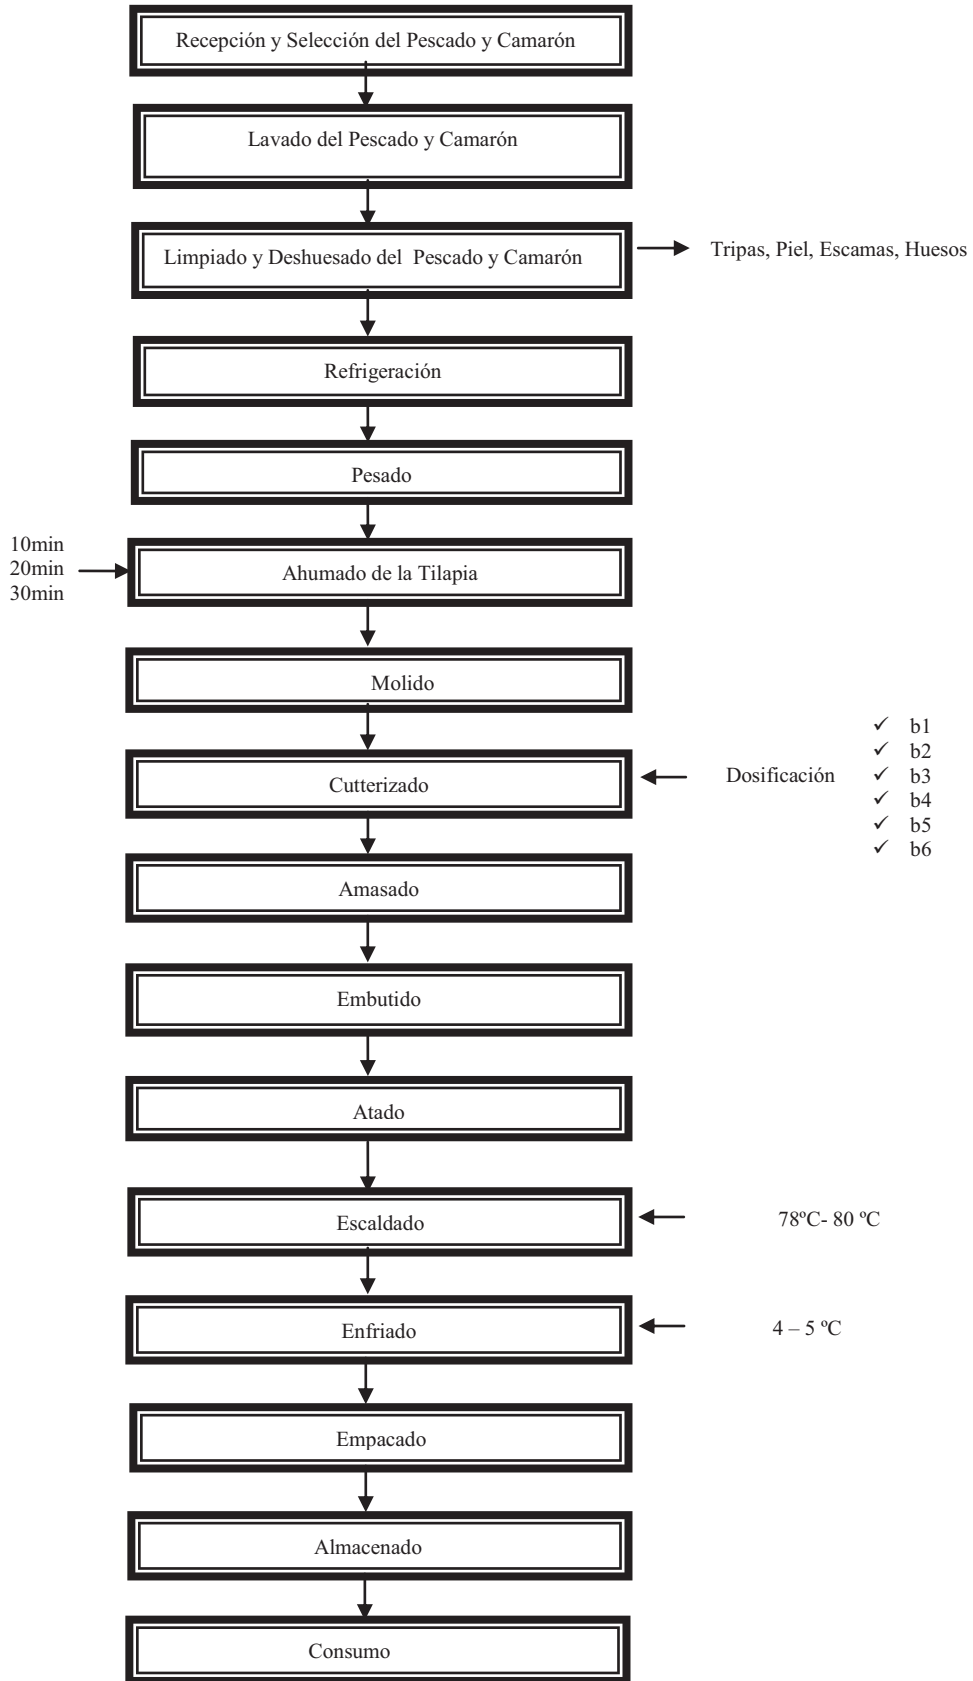 Recepción y Selección del Pescado y Camarón
Lavado del Pescado y Camarón
Limpiado y Deshuesado del Pescado y Camarón
Tripas, Piel, Escamas, Huesos
Refrigeración
Pesado
10min
20min
30min
Ahumado de la Tilapia
Molido
Cutterizado
Dosificación
✓ b1
✓ b2
✓ b3
✓ b4
✓ b5
✓ b6
Amasado
Embutido
Atado
Escaldado
78ºC- 80 ºC
Enfriado
4 – 5 ºC
Empacado
Almacenado
Consumo